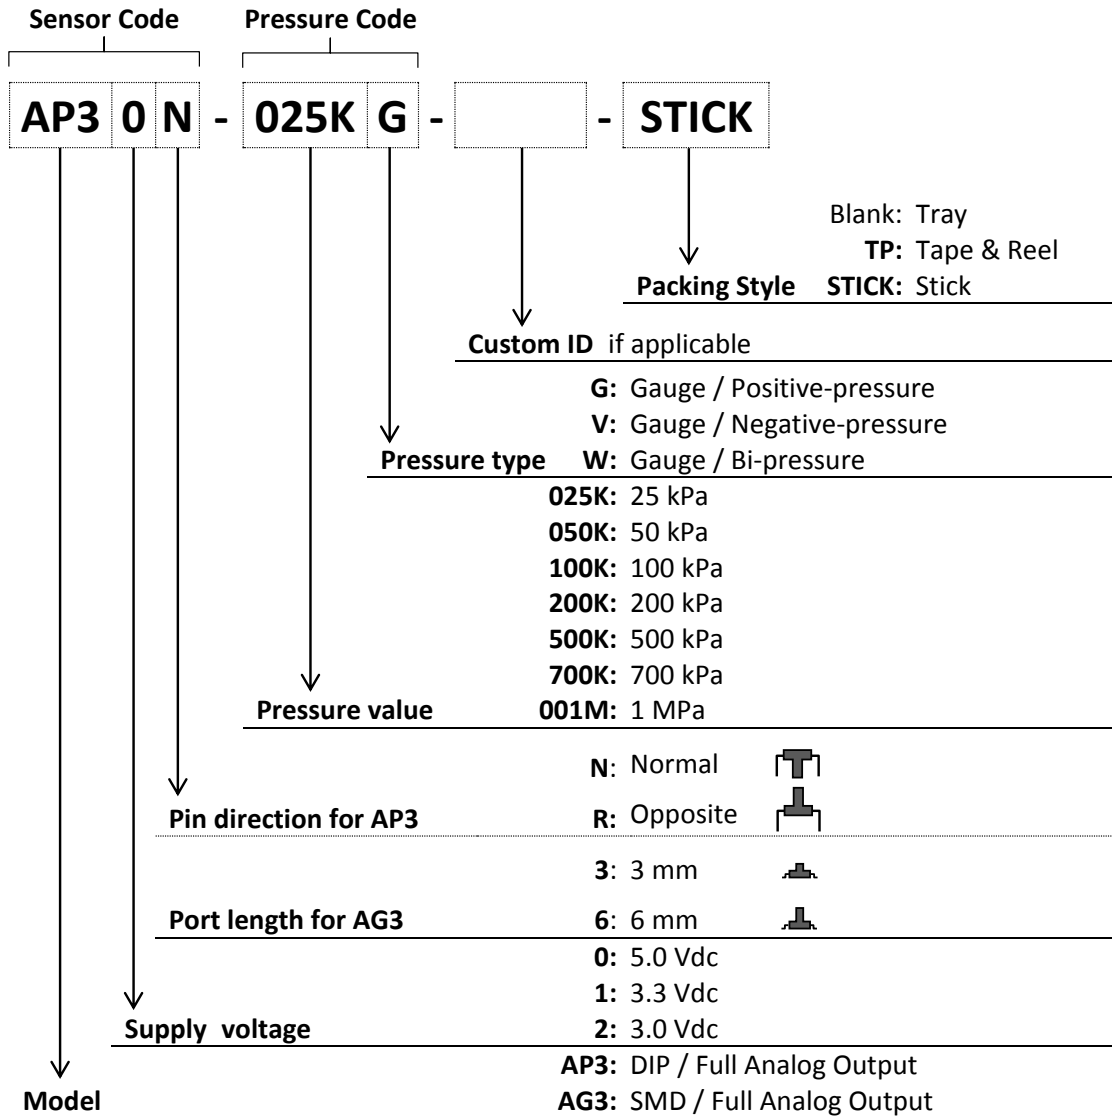 Sensor Code Pressure Code
AP3 0 N - 025K G - - STICK
Blank: Tray
TP: Tape & Reel
Packing Style STICK: Stick
Custom ID if applicable
G: Gauge / Positive-pressure
V: Gauge / Negative-pressure
Pressure type W: Gauge / Bi-pressure
025K: 25 kPa
050K: 50 kPa
100K: 100 kPa
200K: 200 kPa
500K: 500 kPa
700K: 700 kPa
Pressure value 001M: 1 MPa
N: Normal
Pin direction for AP3 R: Opposite
3: 3 mm
Port length for AG3 6: 6 mm
0: 5.0 Vdc
1: 3.3 Vdc
Supply voltage 2: 3.0 Vdc
AP3: DIP / Full Analog Output
Model AG3: SMD / Full Analog Output